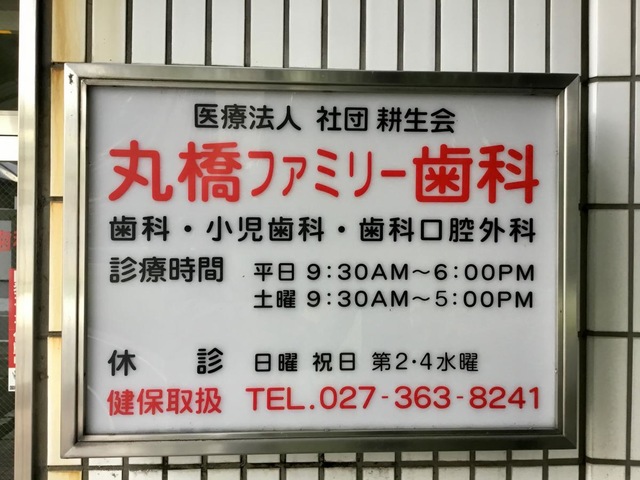 医療法人 社団 耕生会
丸橋ファミリー歯科
歯科・小児歯科・歯科口腔外科
診療時間 平日 9:30AM～6:00PM
土曜 9:30AM～5:00PM
休 診 日曜 祝日 第2・4水曜
健保取扱 TEL.027-363-8241